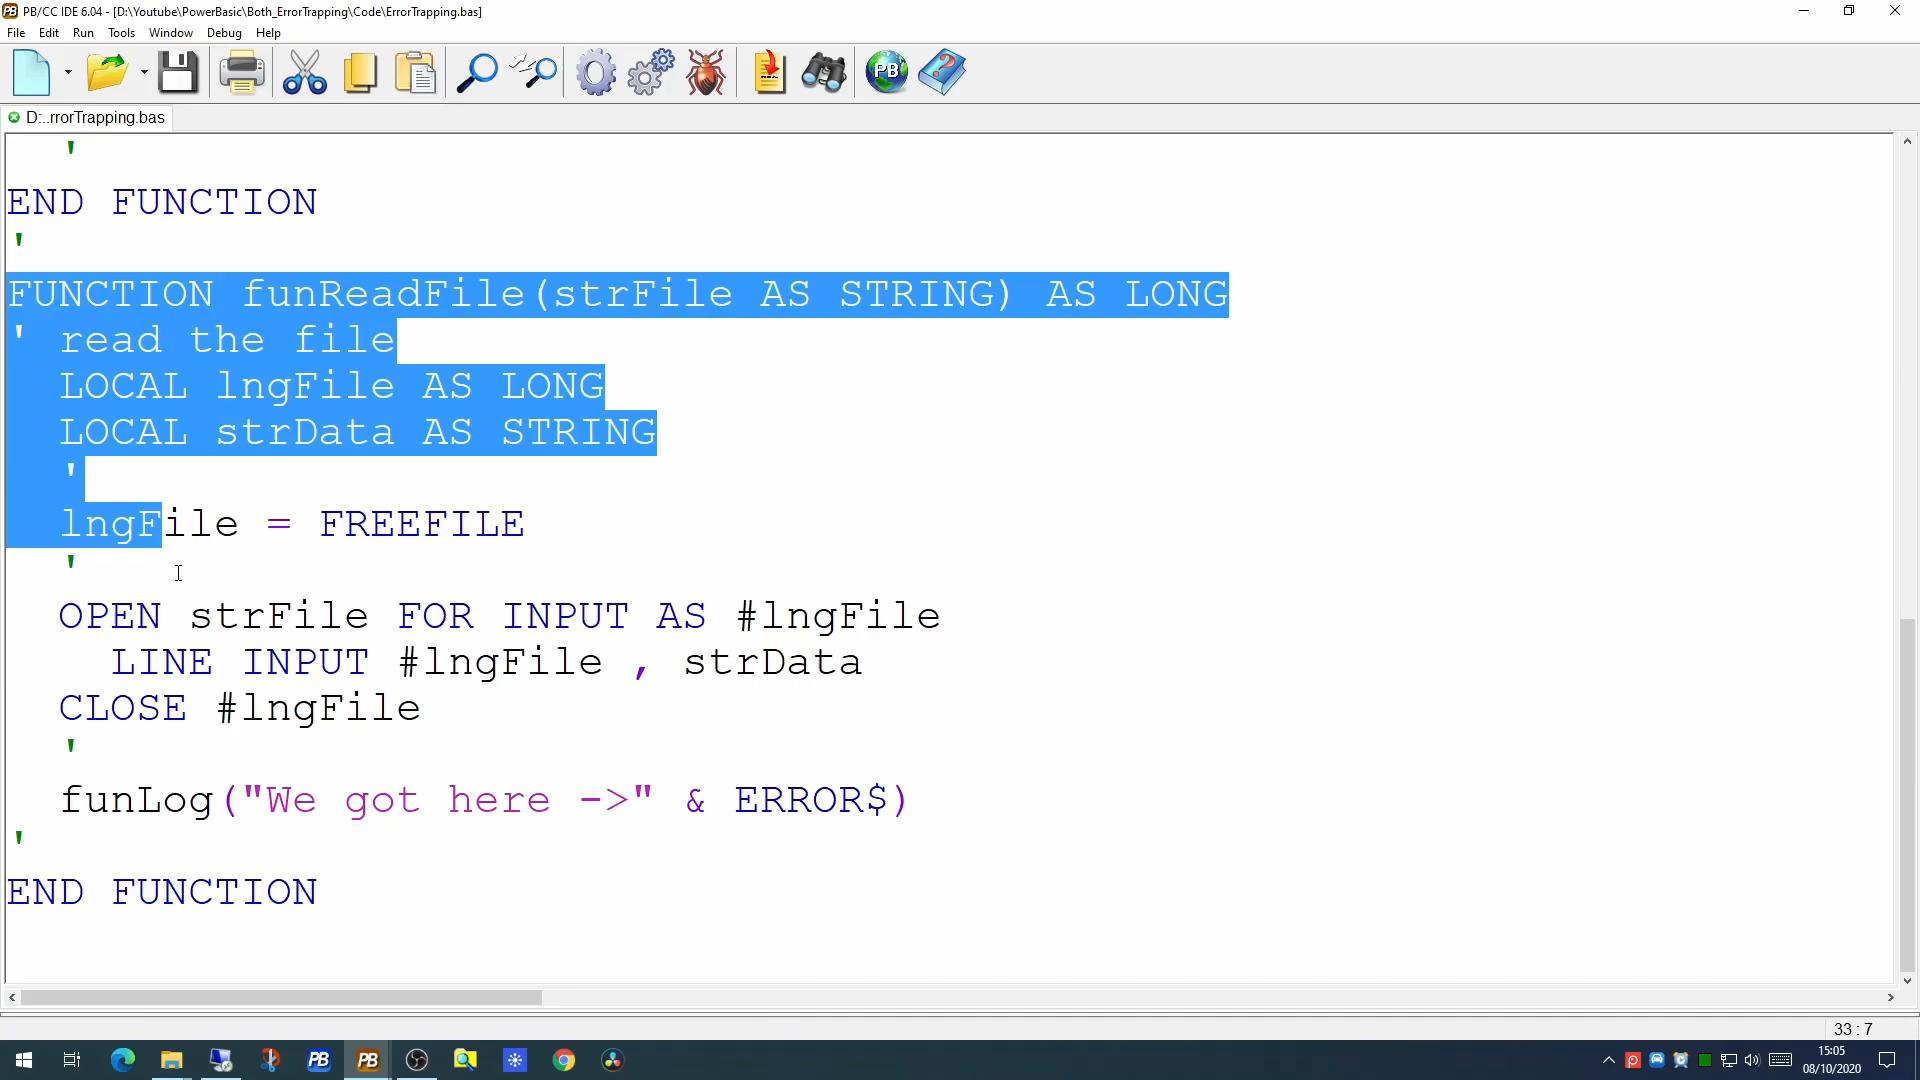 PB/CC IDE 6.04 - [D:\Youtube\PowerBasic\Both_ErrorTrapping\Code\ErrorTrapping.bas]
File Edit Run Tools Window Debug Help
PB
D:..rrorTrapping.bas
'
END FUNCTION
'
FUNCTION funReadFile(strFile AS STRING) AS LONG
' read the file
LOCAL lngFile AS LONG
LOCAL strData AS STRING
'
lngFile = FREEFILE
'
OPEN strFile FOR INPUT AS #lngFile
LINE INPUT #lngFile , strData
CLOSE #lngFile
'
funLog("We got here ->" & ERROR$)
'
END FUNCTION
33 : 7
PB PB
15:05
08/10/2020